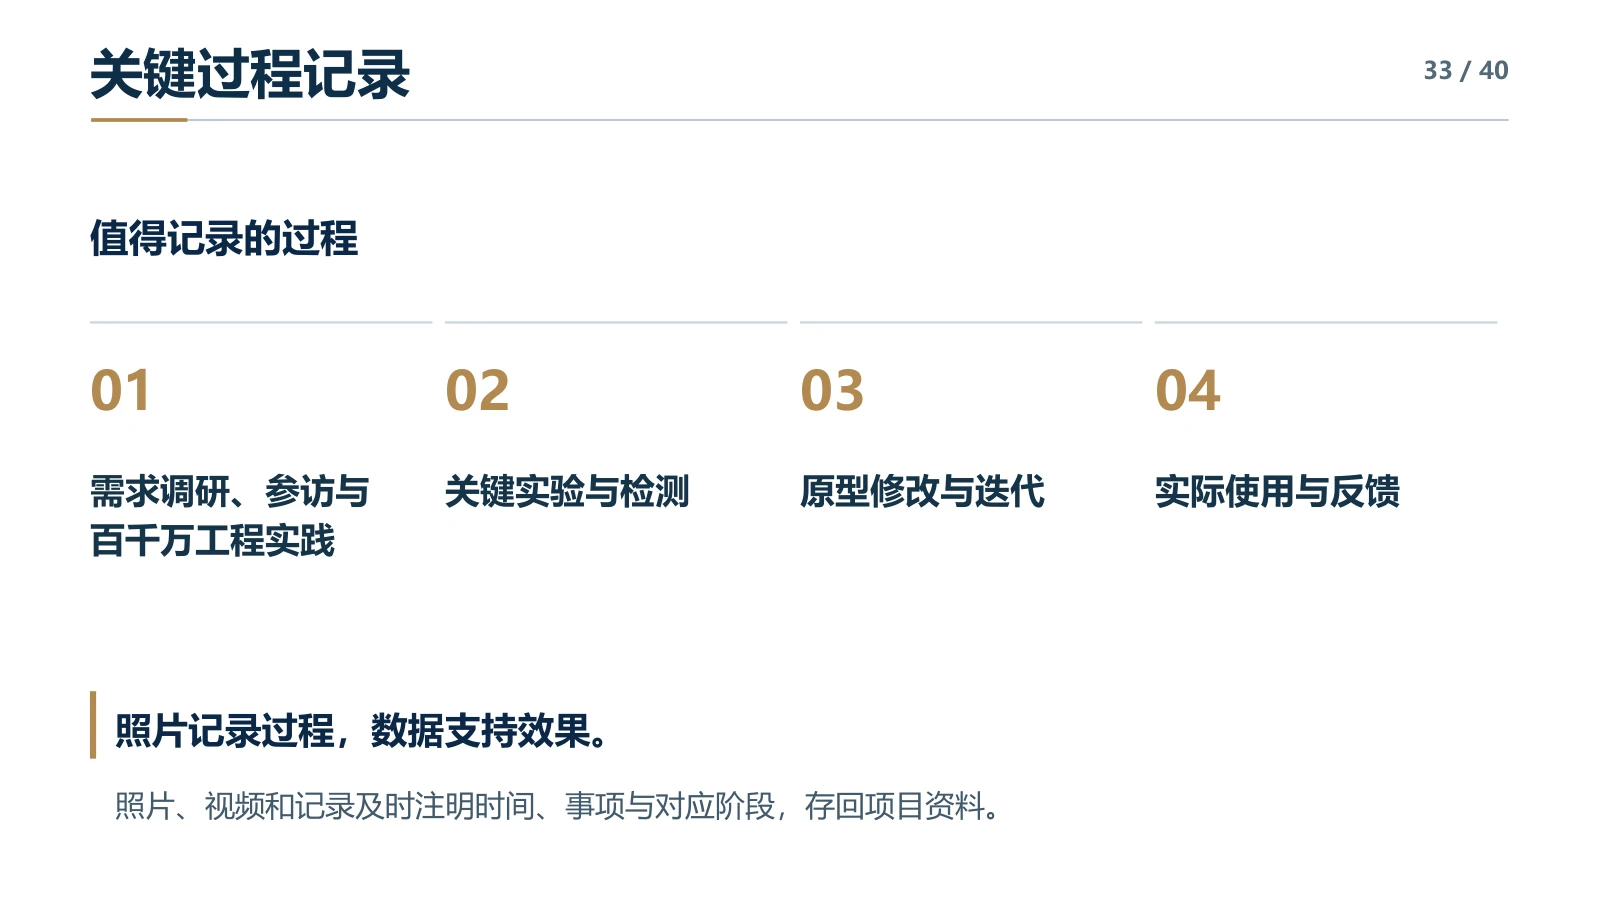 关键过程记录
33 / 40
值得记录的过程
01
需求调研、参访与
百千万工程实践
02
关键实验与检测
03
原型修改与迭代
04
实际使用与反馈
照片记录过程，数据支持效果。
照片、视频和记录及时注明时间、事项与对应阶段，存回项目资料。